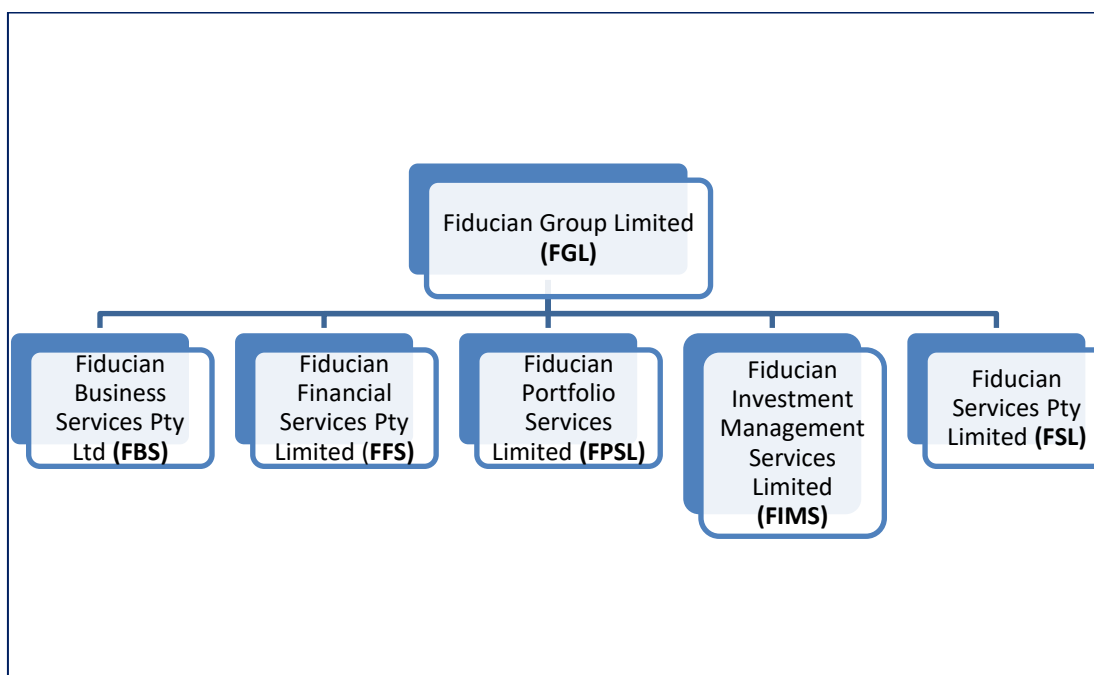 Fiducian Group Limited
(FGL)
Fiducian
Business
Services Pty
Ltd (FBS)
Fiducian
Financial
Services Pty
Limited (FFS)
Fiducian
Portfolio
Services
Limited (FPSL)
Fiducian
Investment
Management
Services
Limited
(FIMS)
Fiducian
Services Pty
Limited (FSL)